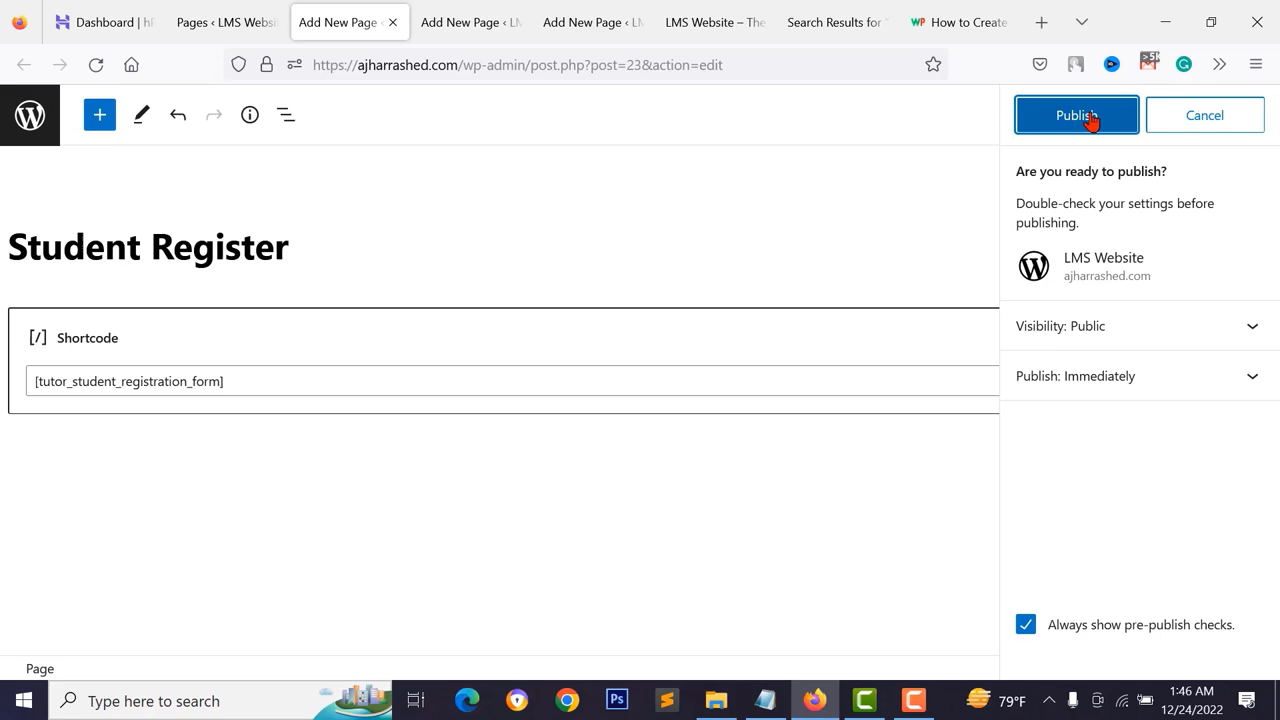 Dashboard | hP
Pages ‹ LMS Websi
Add New Page ‹
Add New Page ‹ LM
Add New Page ‹ LM
LMS Website – The
Search Results for
WP How to Create
https://ajharrashed.com/wp-admin/post.php?post=23&action=edit
Publish
Cancel
Are you ready to publish?
Double-check your settings before
publishing.
Student Register
LMS Website
ajharrashed.com
Visibility: Public
[/] Shortcode
Publish: Immediately
[tutor_student_registration_form]
Always show pre-publish checks.
Page
Type here to search
Ps
79°F
1:46 AM
12/24/2022